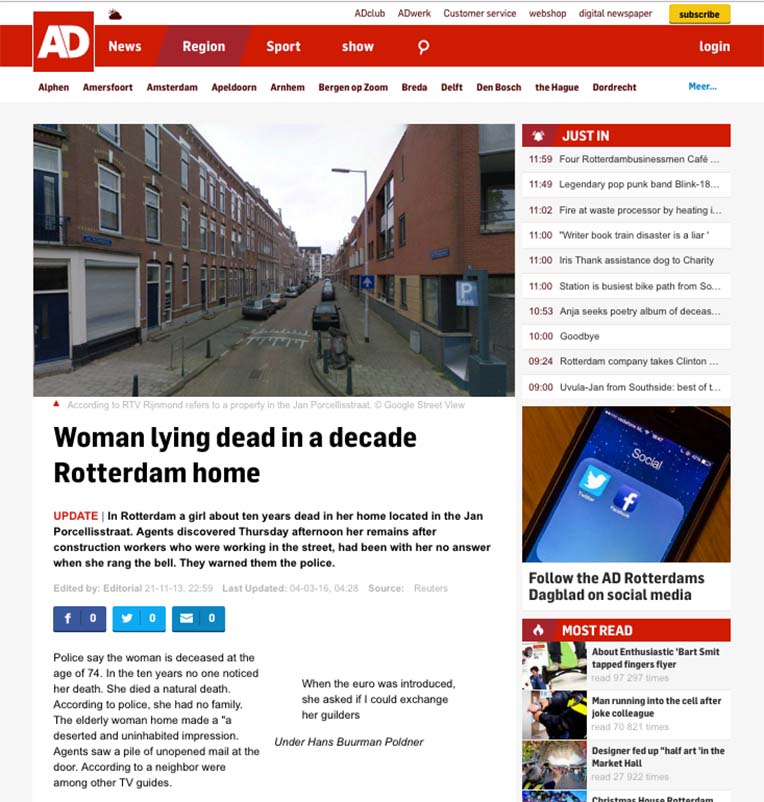 ADclub ADwerk Customer service webshop digital newspaper subscribe
AD News Region Sport show login
Alphen Amersfoort Amsterdam Apeldoorn Arnhem Bergen op Zoom Breda Delft Den Bosch the Hague Dordrecht Meer...
P
According to RTV Rijnmond refers to a property in the Jan Porcellisstraat. © Google Street View
Woman lying dead in a decade
Rotterdam home
UPDATE | In Rotterdam a girl about ten years dead in her home located in the Jan
Porcellisstraat. Agents discovered Thursday afternoon her remains after
construction workers who were working in the street, had been with her no answer
when she rang the bell. They warned them the police.
Edited by: Editorial 21-11-13, 22:59 Last Updated: 04-03-16, 04:28 Source: Reuters
f 0 0 0
Police say the woman is deceased at the
age of 74. In the ten years no one noticed
her death. She died a natural death.
According to police, she had no family.
The elderly woman home made a "a
deserted and uninhabited impression.
Agents saw a pile of unopened mail at the
door. According to a neighbor were
among other TV guides.
When the euro was introduced,
she asked if I could exchange
her guilders
Under Hans Buurman Poldner
JUST IN
11:59 Four Rotterdambusinessmen Café ...
11:49 Legendary pop punk band Blink-18...
11:02 Fire at waste processor by heating i...
11:00 "Writer book train disaster is a liar '
11:00 Iris Thank assistance dog to Charity
11:00 Station is busiest bike path from So...
10:53 Anja seeks poetry album of deceas...
10:00 Goodbye
09:24 Rotterdam company takes Clinton ...
09:00 Uvula-Jan from Southside: best of t...
vodafone NL
Social
Twitter
Facebook
Follow the AD Rotterdams
Dagblad on social media
MOST READ
About Enthusiastic 'Bart Smit
tapped fingers flyer
read 97 297 times
Man running into the cell after
joke colleague
read 70 821 times
Designer fed up "half art 'in the
Market Hall
read 27 922 times
Christmas House Rotterdam